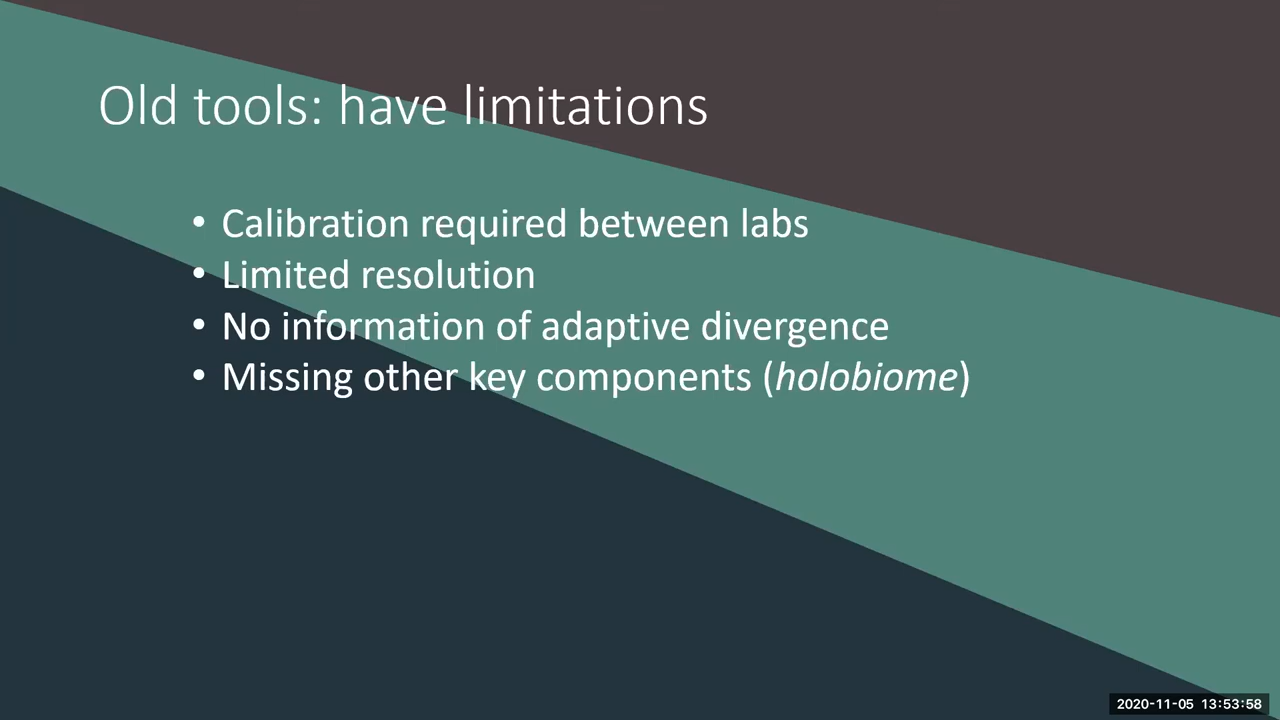 Old tools: have limitations
• Calibration required between labs
• Limited resolution
• No information of adaptive divergence
• Missing other key components (holobiome)
2020-11-05 13:53:58